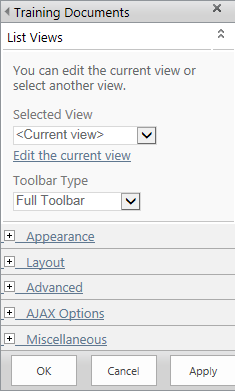 Training Documents
List Views
You can edit the current view or
select another view.
Selected View
<Current view>
Edit the current view
Toolbar Type
Full Toolbar
Appearance
Layout
Advanced
AJAX Options
Miscellaneous
OK Cancel Apply